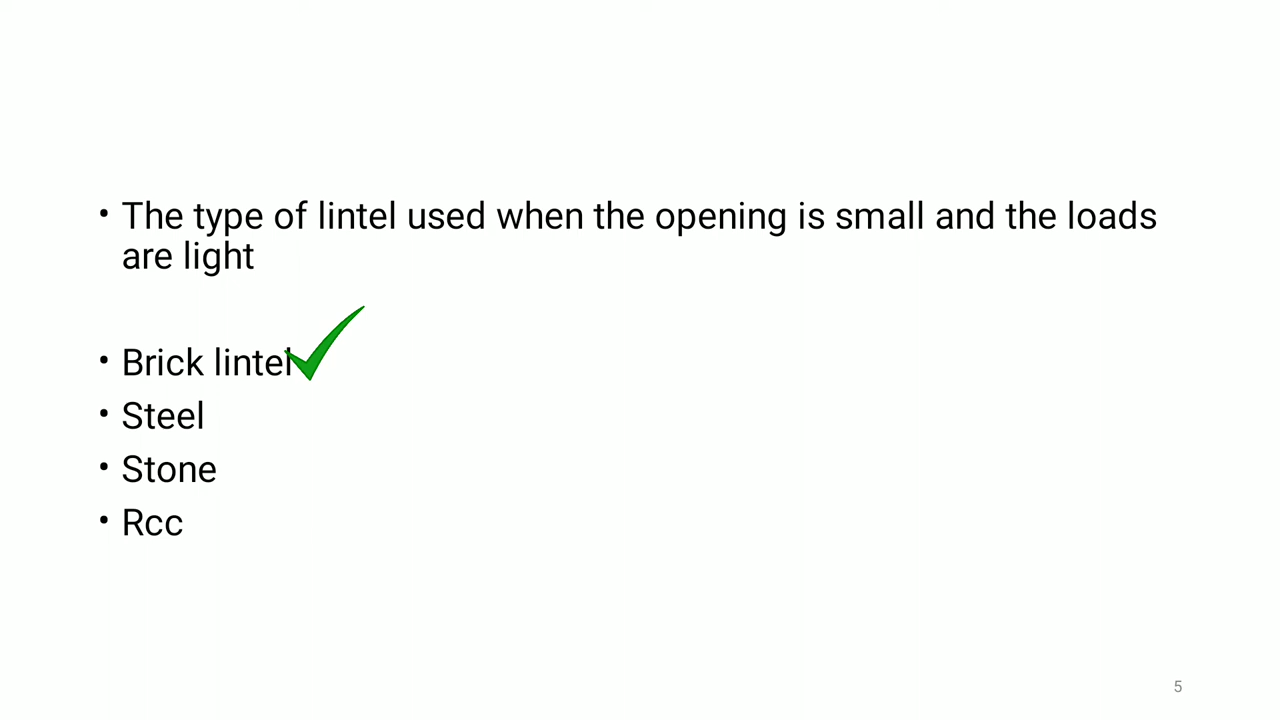 • The type of lintel used when the opening is small and the loads
are light
• Brick lintel
• Steel
• Stone
• Rcc
5